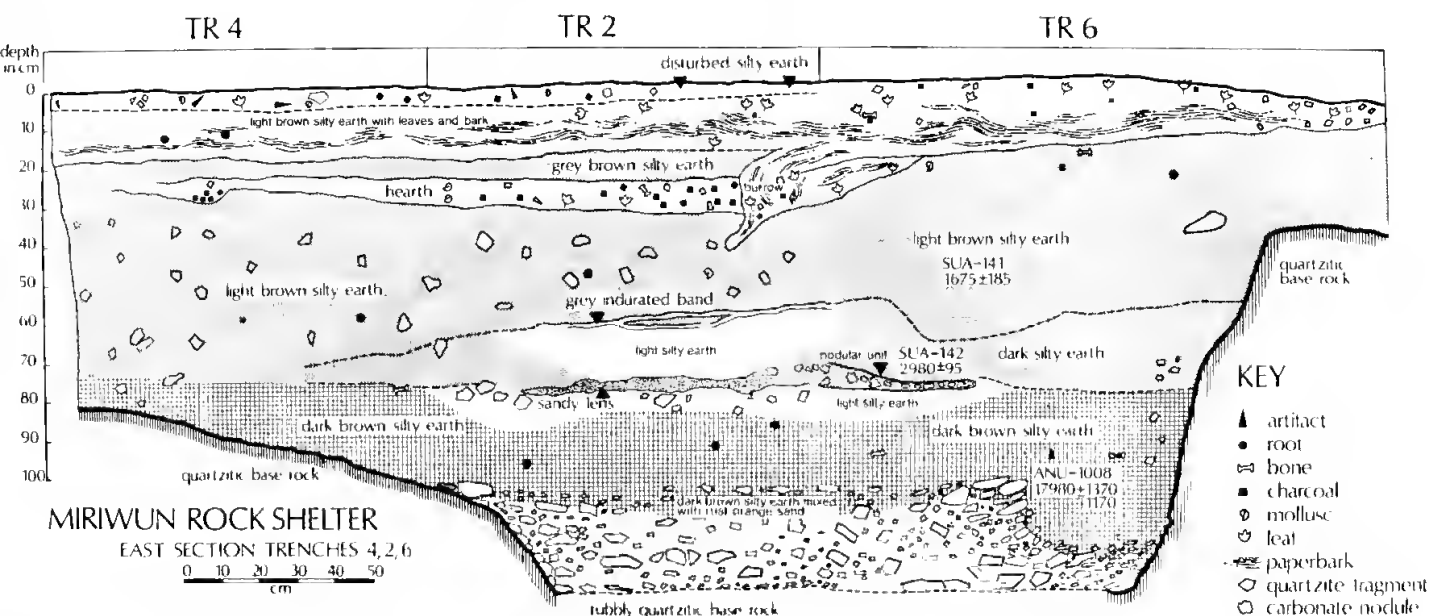 TR 4
TR 2
TR 6
depth
in cm
0
10
20
30
40
50
60
70
80
90
100
disturbed silty earth
light brown silty earth with leaves and bark
grey brown silty earth
hearth
burrow
light brown silty earth
SUA-141
1675±185
quartzitic
base rock
light brown silty earth.
grey indurated band
light silty earth
nodular unit
SUA-142
2980±95
dark silty earth
sandy lens
light silty earth
dark brown silty earth
dark brown silty earth
ANU-1008
17980+1370
-1170
quartzitic base rock
dark brown silty earth mixed
with rust orange sand
rubbly quartzitic base rock
MIRIWUN ROCK SHELTER
EAST SECTION TRENCHES 4,2,6
0 10 20 30 40 50
cm
KEY
artifact
root
bone
charcoal
mollusc
leaf
paperbark
quartzite fragment
carbonate nodule